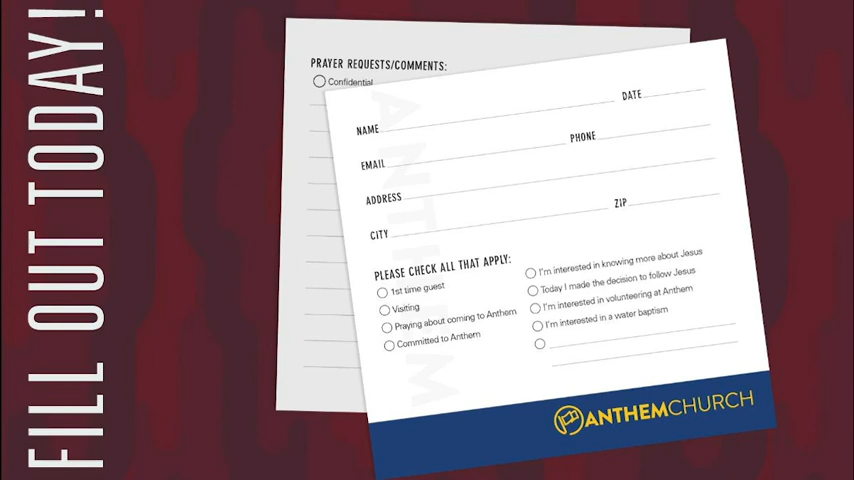 FILL OUT TODAY!
PRAYER REQUESTS/COMMENTS:
Confidential
ANTHEM
NAME DATE
EMAIL PHONE
ADDRESS
CITY ZIP
PLEASE CHECK ALL THAT APPLY:
1st time guest
Visiting
Praying about coming to Anthem
Committed to Anthem
I'm interested in knowing more about Jesus
Today I made the decision to follow Jesus
I'm interested in volunteering at Anthem
I'm interested in a water baptism
ANTHEMCHURCH